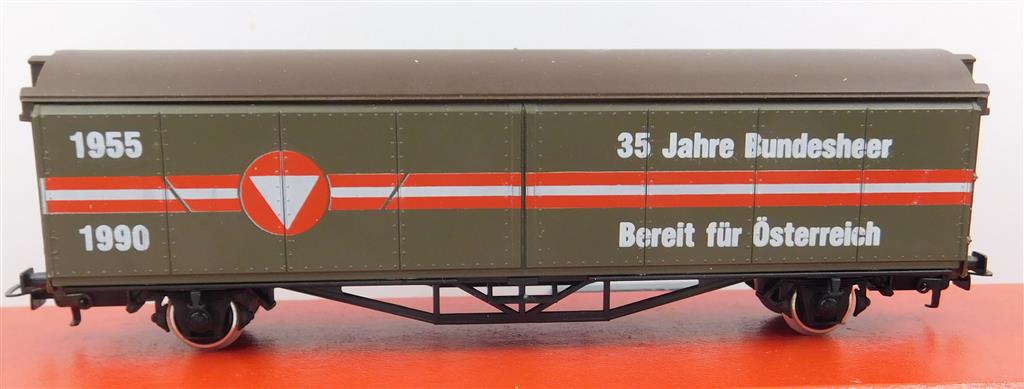 1955
35 Jahre Bundesheer
1990
Bereit für Österreich